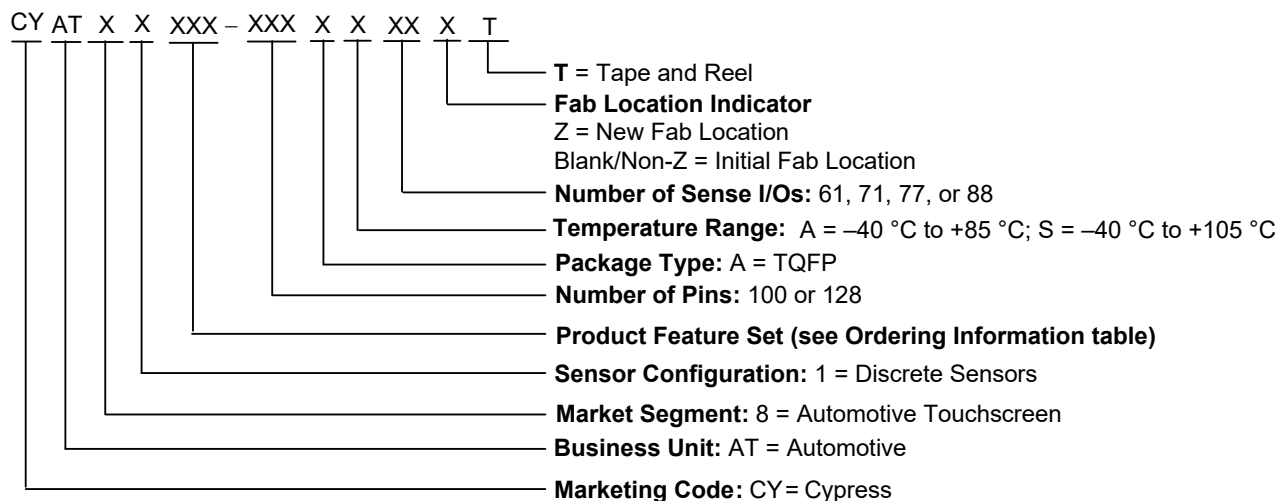 CY AT X X XXX – XXX X X XX X T
T = Tape and Reel
Fab Location Indicator
Z = New Fab Location
Blank/Non-Z = Initial Fab Location
Number of Sense I/Os: 61, 71, 77, or 88
Temperature Range: A = –40 °C to +85 °C; S = –40 °C to +105 °C
Package Type: A = TQFP
Number of Pins: 100 or 128
Product Feature Set (see Ordering Information table)
Sensor Configuration: 1 = Discrete Sensors
Market Segment: 8 = Automotive Touchscreen
Business Unit: AT = Automotive
Marketing Code: CY = Cypress